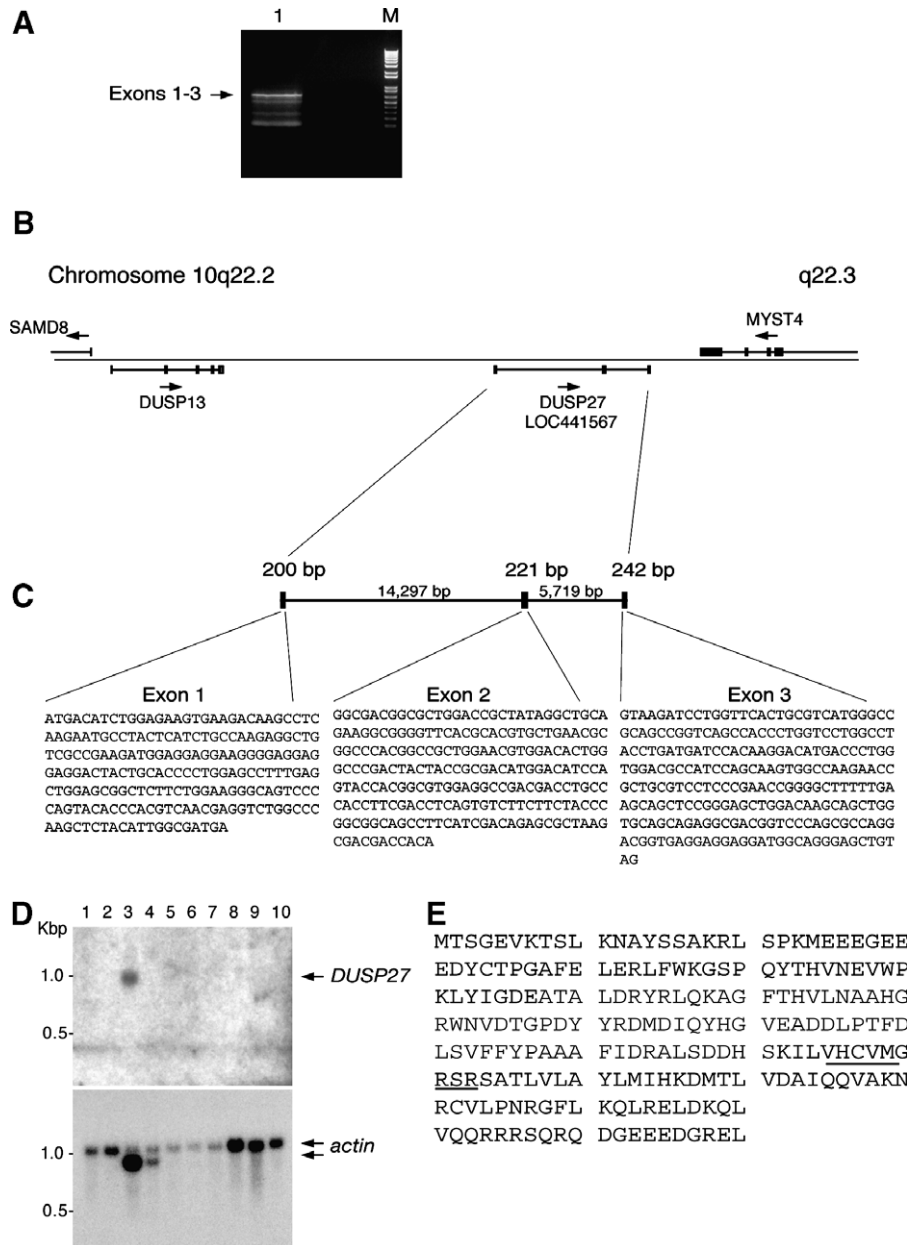 A
1 M
Exons 1-3
B
Chromosome 10q22.2 q22.3
SAMD8
MYST4
DUSP13
DUSP27
LOC441567
200 bp 221 bp 242 bp
C
14,297 bp 5,719 bp
Exon 1
ATGACATCTGGAGAAGTGAAGACAAGCCTC
AAGAATGCCTACTCATCTGCCAAGAGGCTG
TCGCCGAAGATGGAGGAGGAAGGGGAGGAG
GAGGACTACTGCACCCCTGGAGCCTTTGAG
CTGGAGCGGCTCTTCTGGAAGGGCAGTCCC
CAGTACACCCACGTCAACGAGGTCTGGCCC
AAGCTCTACATTGGCGATGA
Exon 2
GGCGACGGCGCTGGACCGCTATAGGCTGCA
GAAGGCGGGGTTCACGCACGTGCTGAACGC
GGCCCACGGCCGCTGGAACGTGGACACTGG
GCCCGACTACTACCGCGACATGGACATCCA
GTACCACGGCGTGGAGGCCGACGACCTGCC
CACCTTCGACCTCAGTGTCTTCTTCTACCC
GGCGGCAGCCTTCATCGACAGAGCGCTAAG
CGACGACCACA
Exon 3
GTAAGATCCTGGTTCACTGCGTCATGGGCC
GCAGCCGGTCAGCCACCCTGGTCCTGGCCT
ACCTGATGATCCACAAGGACATGACCCTGG
TGGACGCCATCCAGCAAGTGGCCAAGAACC
GCTGCGTCCTCCCGAACCGGGGCTTTTTGA
AGCAGCTCCGGGAGCTGGACAAGCAGCTGG
TGCAGCAGAGGCGACGGTCCCAGCGCCAGG
ACGGTGAGGAGGAGGATGGCAGGGAGCTGT
AG
D
1 2 3 4 5 6 7 8 9 10
Kbp
1.0
DUSP27
0.5
actin
1.0
0.5
E
MTSGEVKTSL KNAYSSAKRL SPKMEEEGEE
EDYCTPGAFE LERLFWKGSP QYTHVNEVWP
KLYIGDEATA LDRYRLQKAG FTHVLNAAHG
RWNVDTGPDY YRDMDIQYHG VEADDLPTFD
LSVFFYPAAA FIDRALSDDH SKILVHCVMG
RSRSATLVLA YLMIHKDMTL VDAIQQVAKN
RCVLPNRGFL KQLRELDKQL
VQQRRRSQRQ DGEEEDGREL